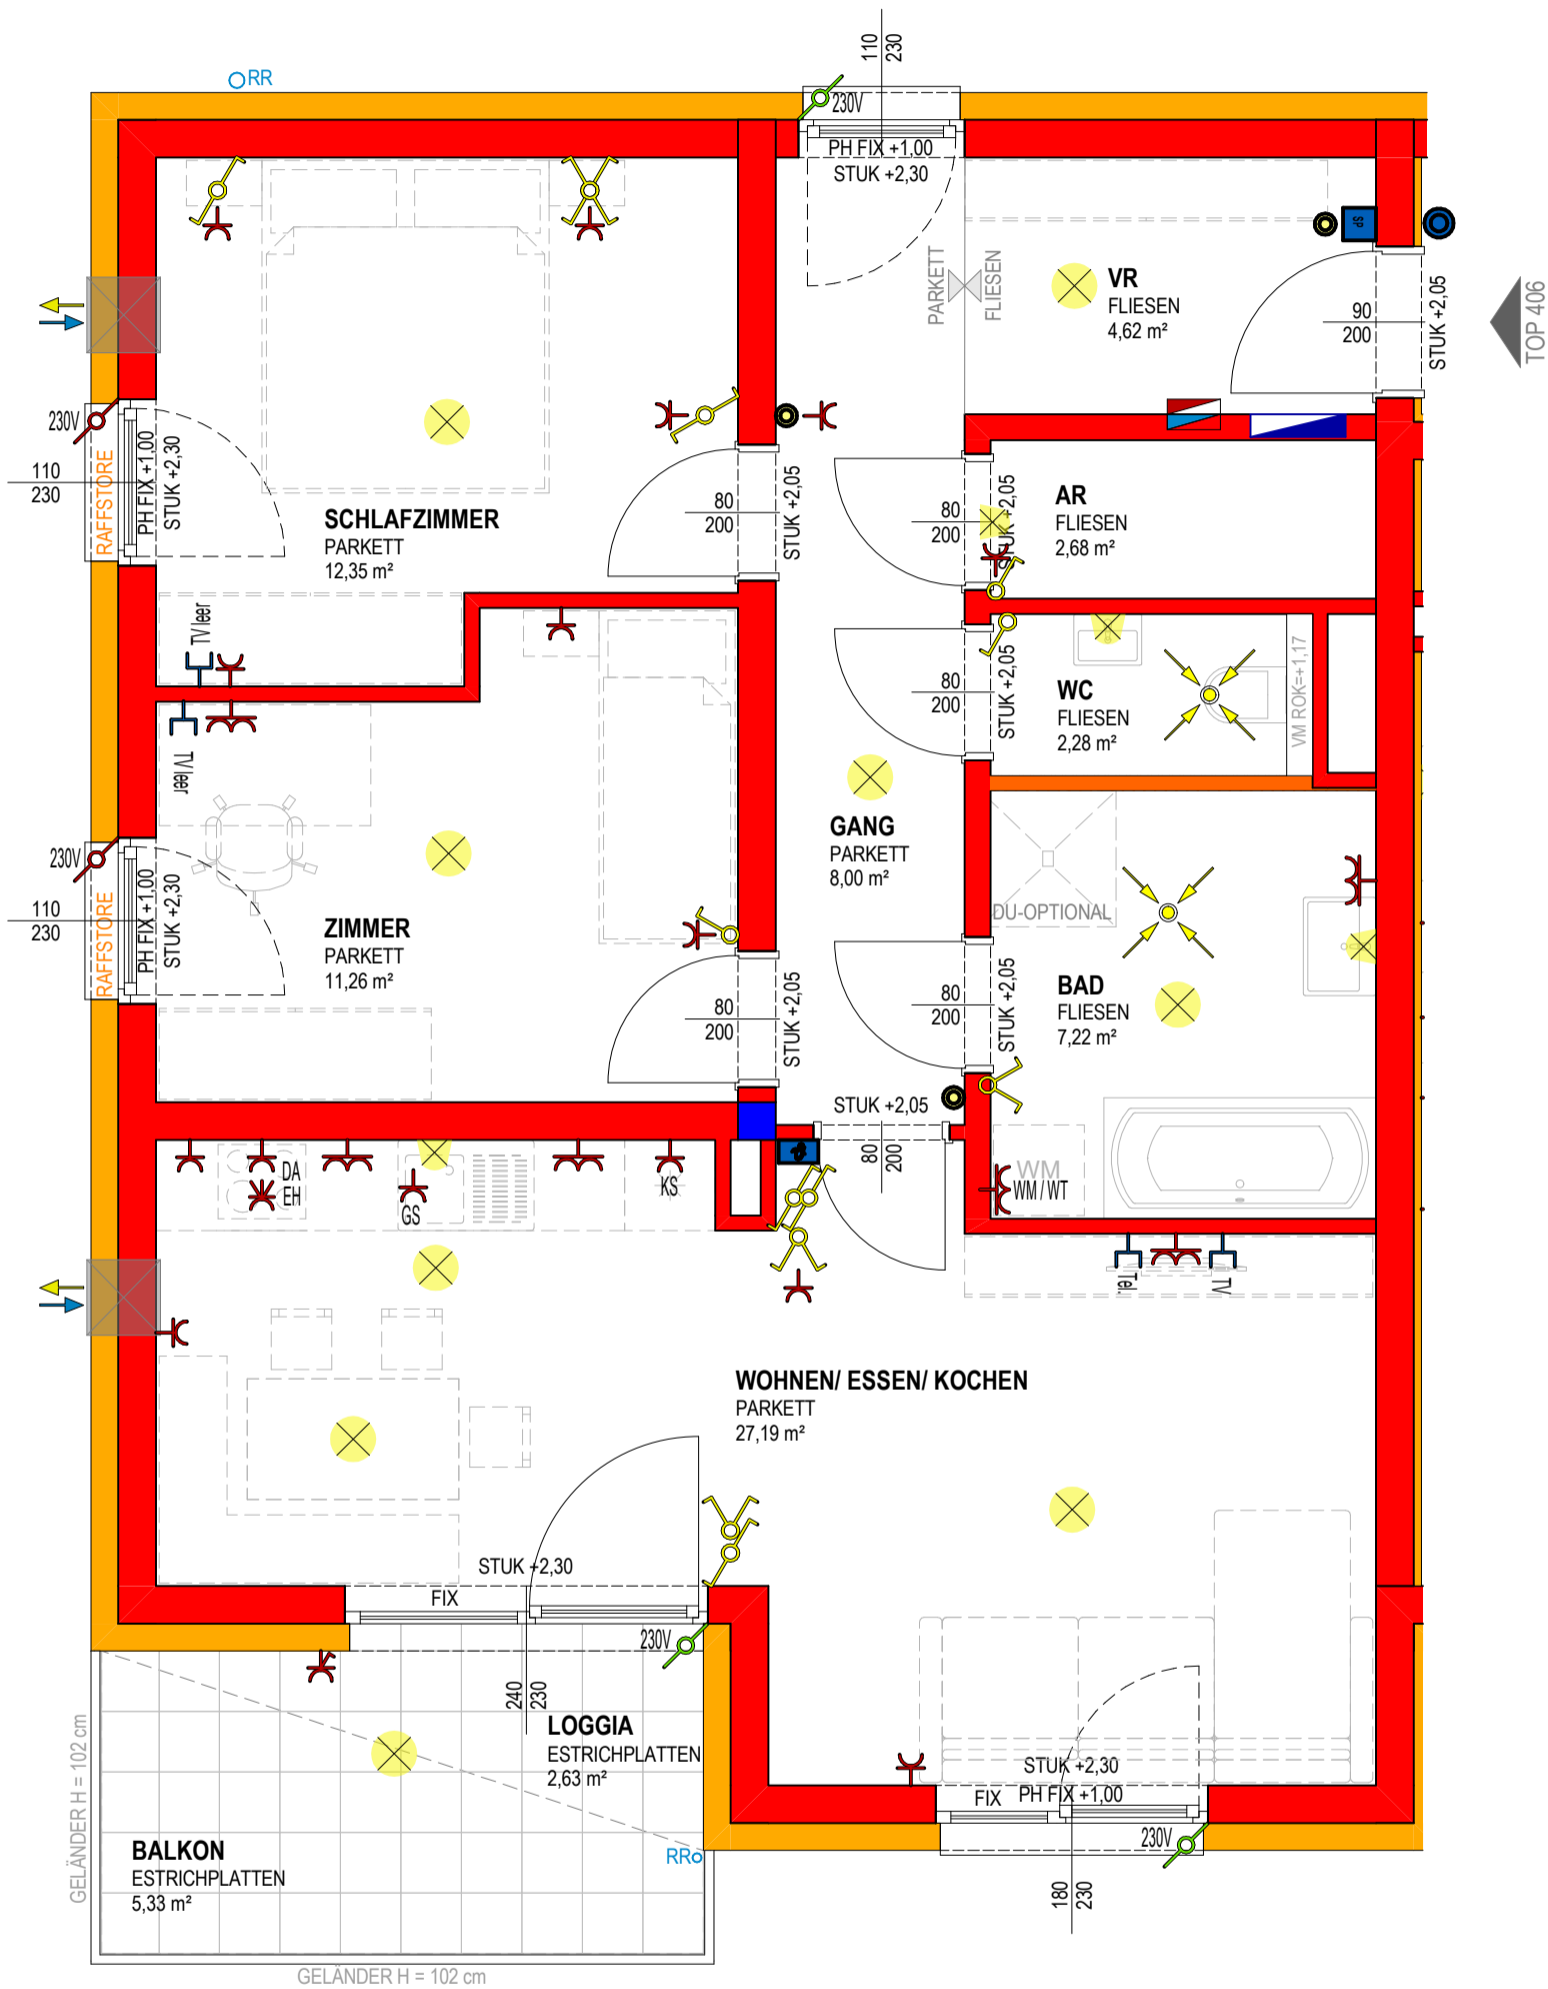 110
230
RR
230V
PH FIX +1,00
STUK +2,30
SP
PARKETT
FLIESEN
VR
FLIESEN
4,62 m²
90
200
STUK +2,05
TOP 406
230V
110
230
RAFFSTORE
PH FIX +1,00
STUK +2,30
SCHLAFZIMMER
PARKETT
12,35 m²
80
200
STUK +2,05
80
200
STUK +2,05
AR
FLIESEN
2,68 m²
TV leer
TV leer
80
200
STUK +2,05
WC
FLIESEN
2,28 m²
VM ROK=+1,17
GANG
PARKETT
8,00 m²
230V
110
230
RAFFSTORE
PH FIX +1,00
STUK +2,30
ZIMMER
PARKETT
11,26 m²
DU-OPTIONAL
80
200
STUK +2,05
80
200
STUK +2,05
BAD
FLIESEN
7,22 m²
STUK +2,05
80
200
DA
EH
GS
KS
WM
WM / WT
Tel.
TV
WOHNEN/ ESSEN/ KOCHEN
PARKETT
27,19 m²
STUK +2,30
FIX
230V
240
230
LOGGIA
ESTRICHPLATTEN
2,63 m²
STUK +2,30
FIX
PH FIX +1,00
230V
180
230
BALKON
ESTRICHPLATTEN
5,33 m²
RR
GELÄNDER H = 102 cm
GELÄNDER H = 102 cm